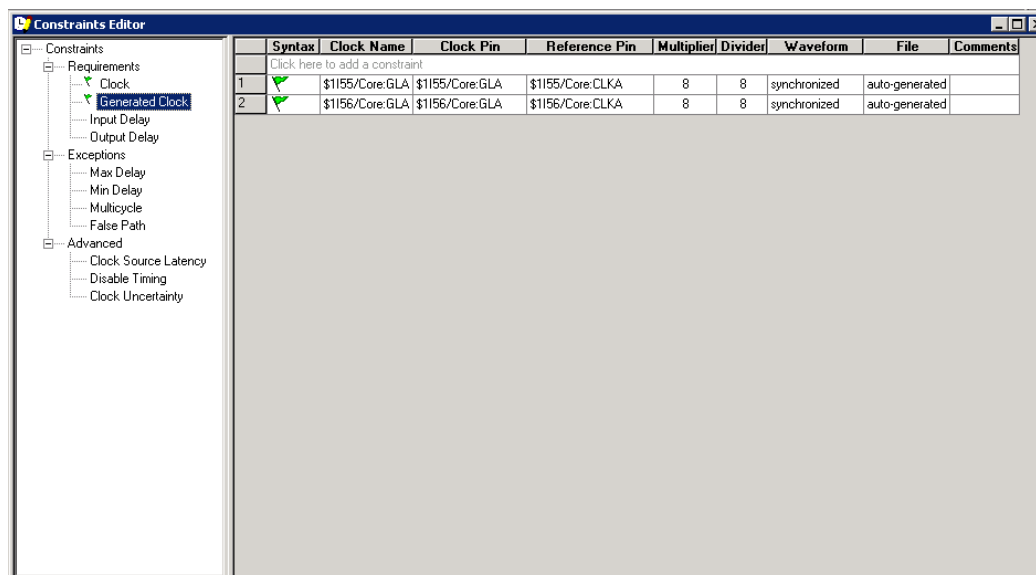 Constraints Editor
Constraints
Requirements
Clock
Generated Clock
Input Delay
Output Delay
Exceptions
Max Delay
Min Delay
Multicycle
False Path
Advanced
Clock Source Latency
Disable Timing
Clock Uncertainty
Syntax Clock Name Clock Pin Reference Pin Multiplier Divider Waveform File Comments
Click here to add a constraint
1 $1I55/Core:GLA $1I55/Core:GLA $1I55/Core:CLKA 8 8 synchronized auto-generated
2 $1I56/Core:GLA $1I56/Core:GLA $1I56/Core:CLKA 8 8 synchronized auto-generated